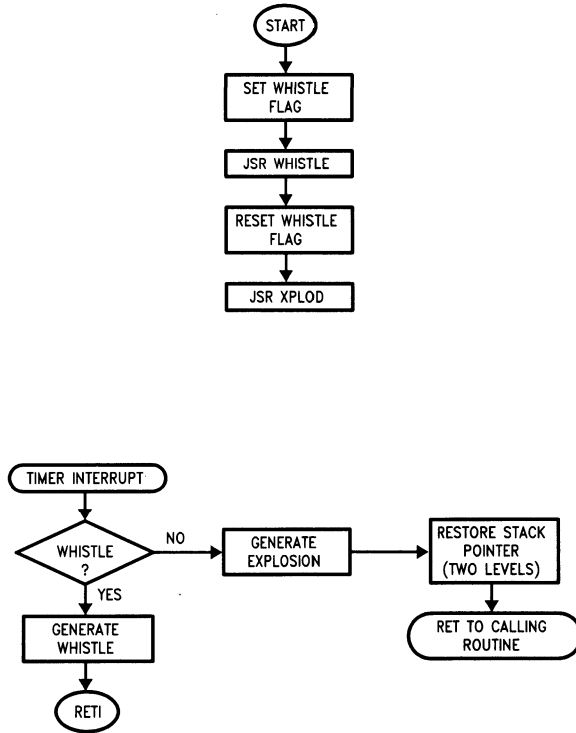 START
SET WHISTLE
FLAG
JSR WHISTLE
RESET WHISTLE
FLAG
JSR XPLOD
TIMER INTERRUPT
WHISTLE
?
NO
YES
GENERATE
EXPLOSION
RESTORE STACK
POINTER
(TWO LEVELS)
GENERATE
WHISTLE
RET TO CALLING
ROUTINE
RETI